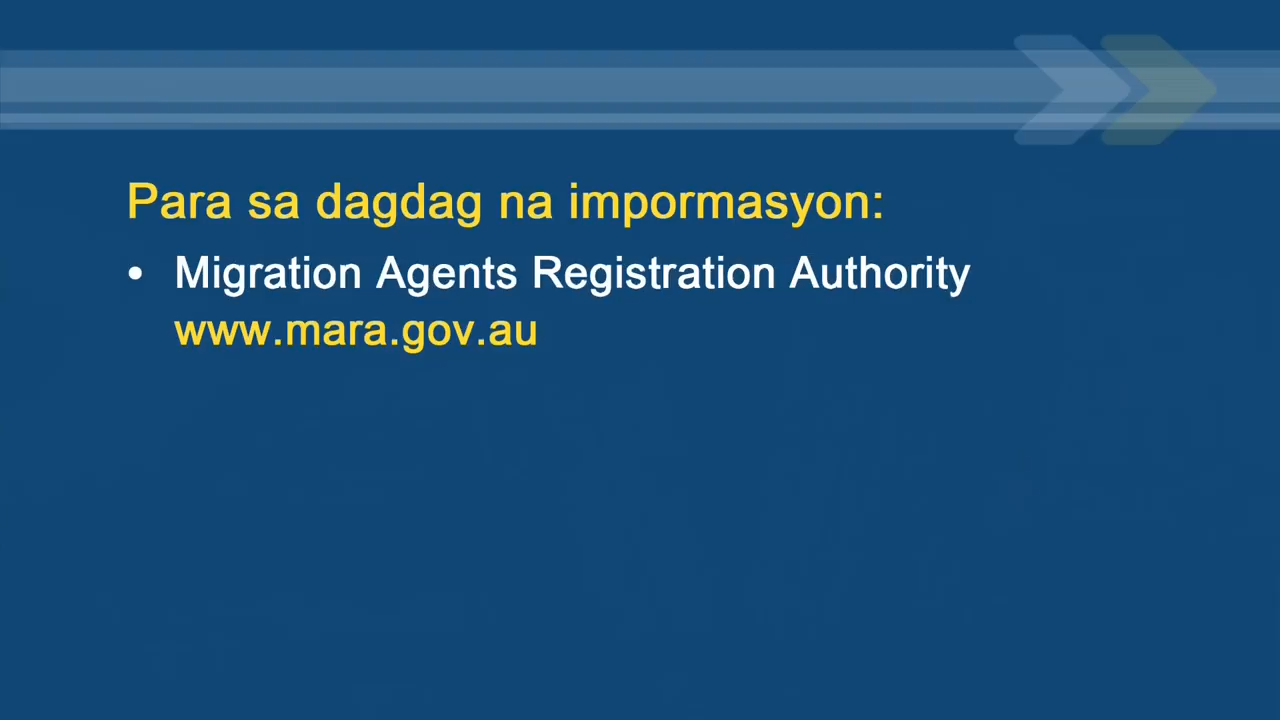 Para sa dagdag na impormasyon:
• Migration Agents Registration Authority
www.mara.gov.au